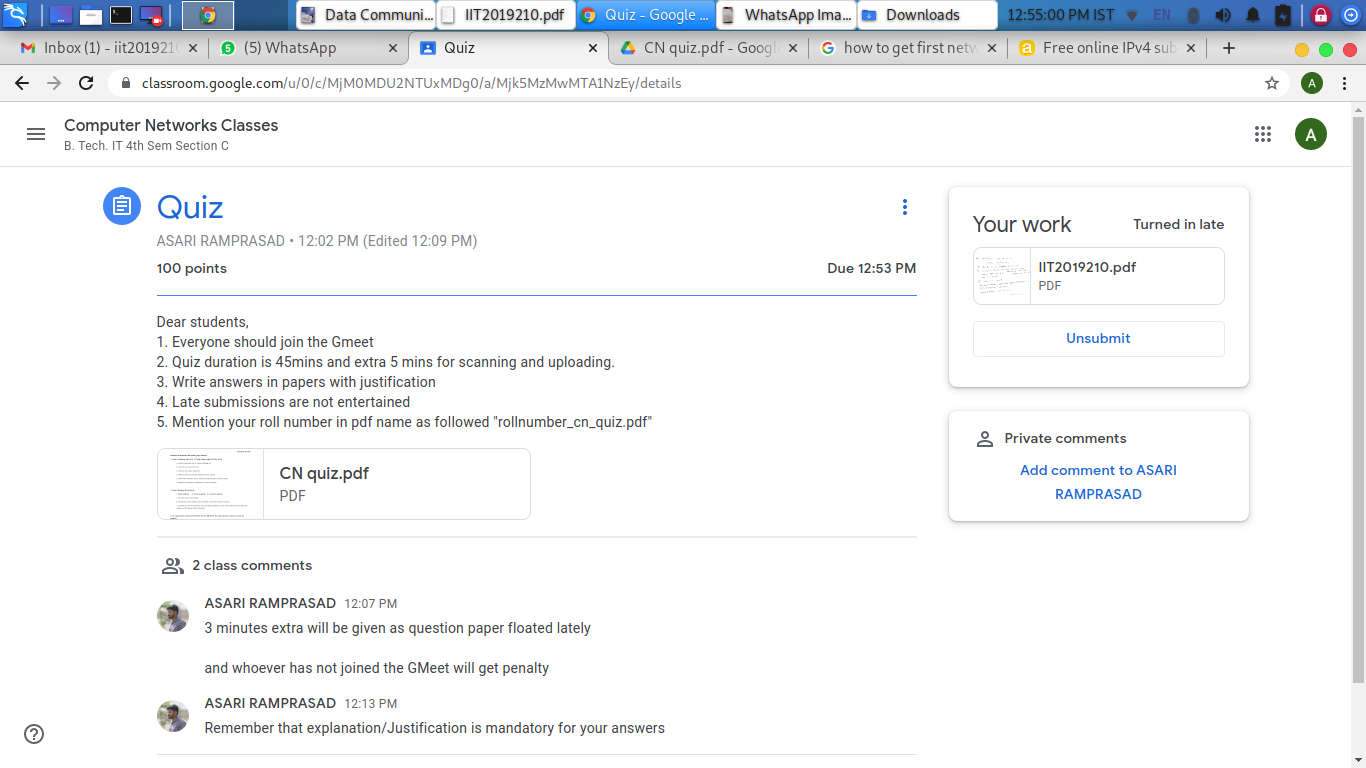 Data Communi...
IIT2019210.pdf
Quiz - Google ...
WhatsApp Ima...
Downloads
12:55:00 PM IST
EN
Inbox (1) - iit201921
(5) WhatsApp
Quiz
CN quiz.pdf - Googl
how to get first netw
Free online IPv4 sub
classroom.google.com/u/0/c/MjM0MDU2NTUxMDg0/a/Mjk5MzMwMTA1NzEy/details
A
Computer Networks Classes
B. Tech. IT 4th Sem Section C
A
Quiz
ASARI RAMPRASAD • 12:02 PM (Edited 12:09 PM)
100 points
Due 12:53 PM
Dear students,
1. Everyone should join the Gmeet
2. Quiz duration is 45mins and extra 5 mins for scanning and uploading.
3. Write answers in papers with justification
4. Late submissions are not entertained
5. Mention your roll number in pdf name as followed "rollnumber_cn_quiz.pdf"
CN quiz.pdf
PDF
2 class comments
ASARI RAMPRASAD 12:07 PM
3 minutes extra will be given as question paper floated lately
and whoever has not joined the GMeet will get penalty
ASARI RAMPRASAD 12:13 PM
Remember that explanation/Justification is mandatory for your answers
Your work
Turned in late
IIT2019210.pdf
PDF
Unsubmit
Private comments
Add comment to ASARI
RAMPRASAD